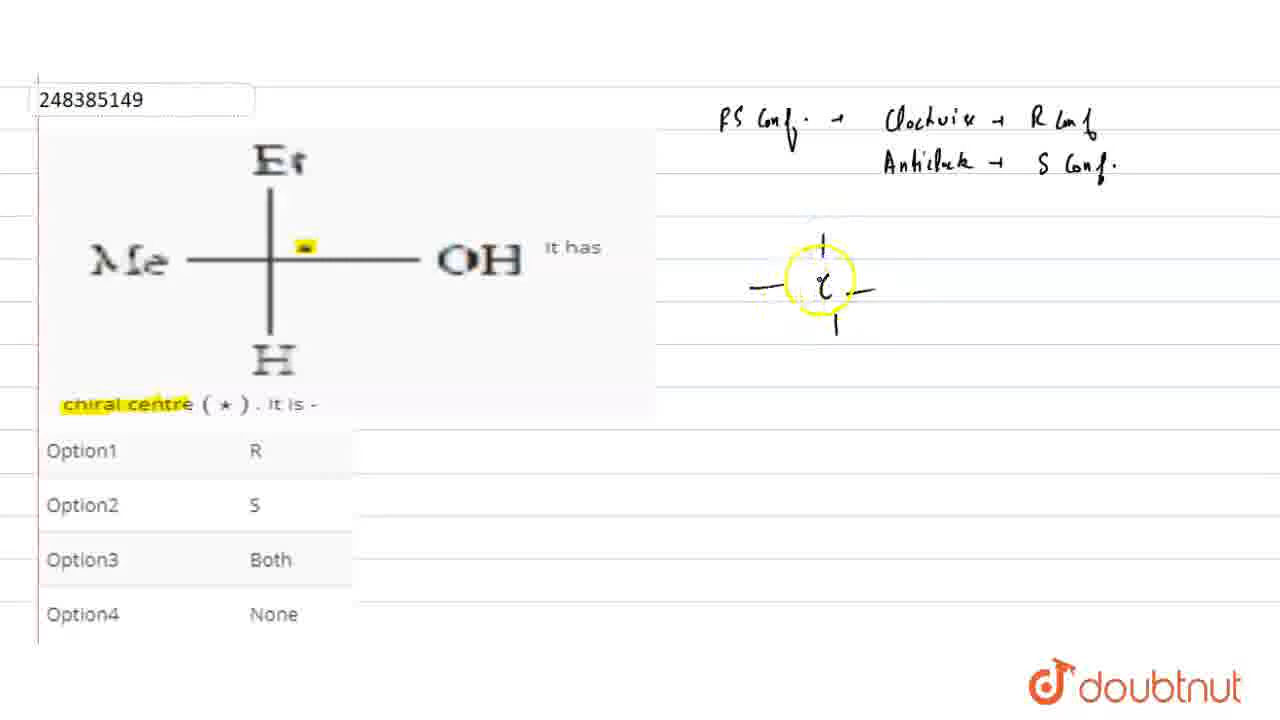 248385149
Et
Me * OH It has
H
chiral centre ( ★ ) . It is -
Option1 R
Option2 S
Option3 Both
Option4 None
RS Conf. → Clockwise → R Conf
Anticlock → S Conf.
C
doubtnut